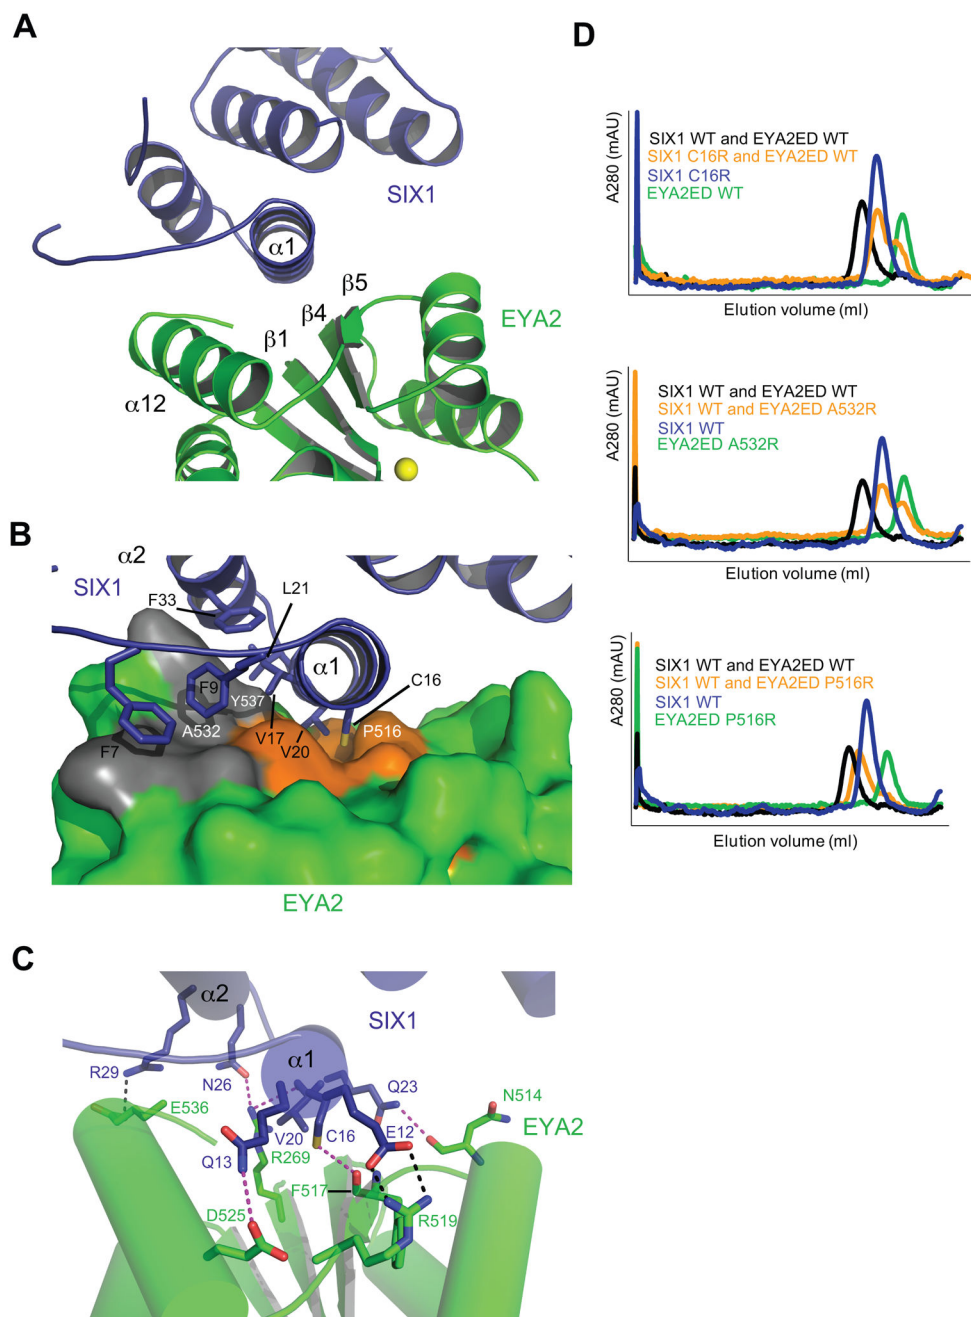 A
SIX1
α1
β5
β4
β1
EYA2
α12
B
α2
SIX1
L21
F33
α1
C16
F9
Y537
A532
P516
V17
F7
V20
EYA2
C
α2
SIX1
α1
R29
N26
Q23
N514
E536
EYA2
V20
C16
E12
R269
Q13
F517
D525
R519
D
A280 (mAU)
SIX1 WT and EYA2ED WT
SIX1 C16R and EYA2ED WT
SIX1 C16R
EYA2ED WT
Elution volume (ml)
A280 (mAU)
SIX1 WT and EYA2ED WT
SIX1 WT and EYA2ED A532R
SIX1 WT
EYA2ED A532R
Elution volume (ml)
A280 (mAU)
SIX1 WT and EYA2ED WT
SIX1 WT and EYA2ED P516R
SIX1 WT
EYA2ED P516R
Elution volume (ml)